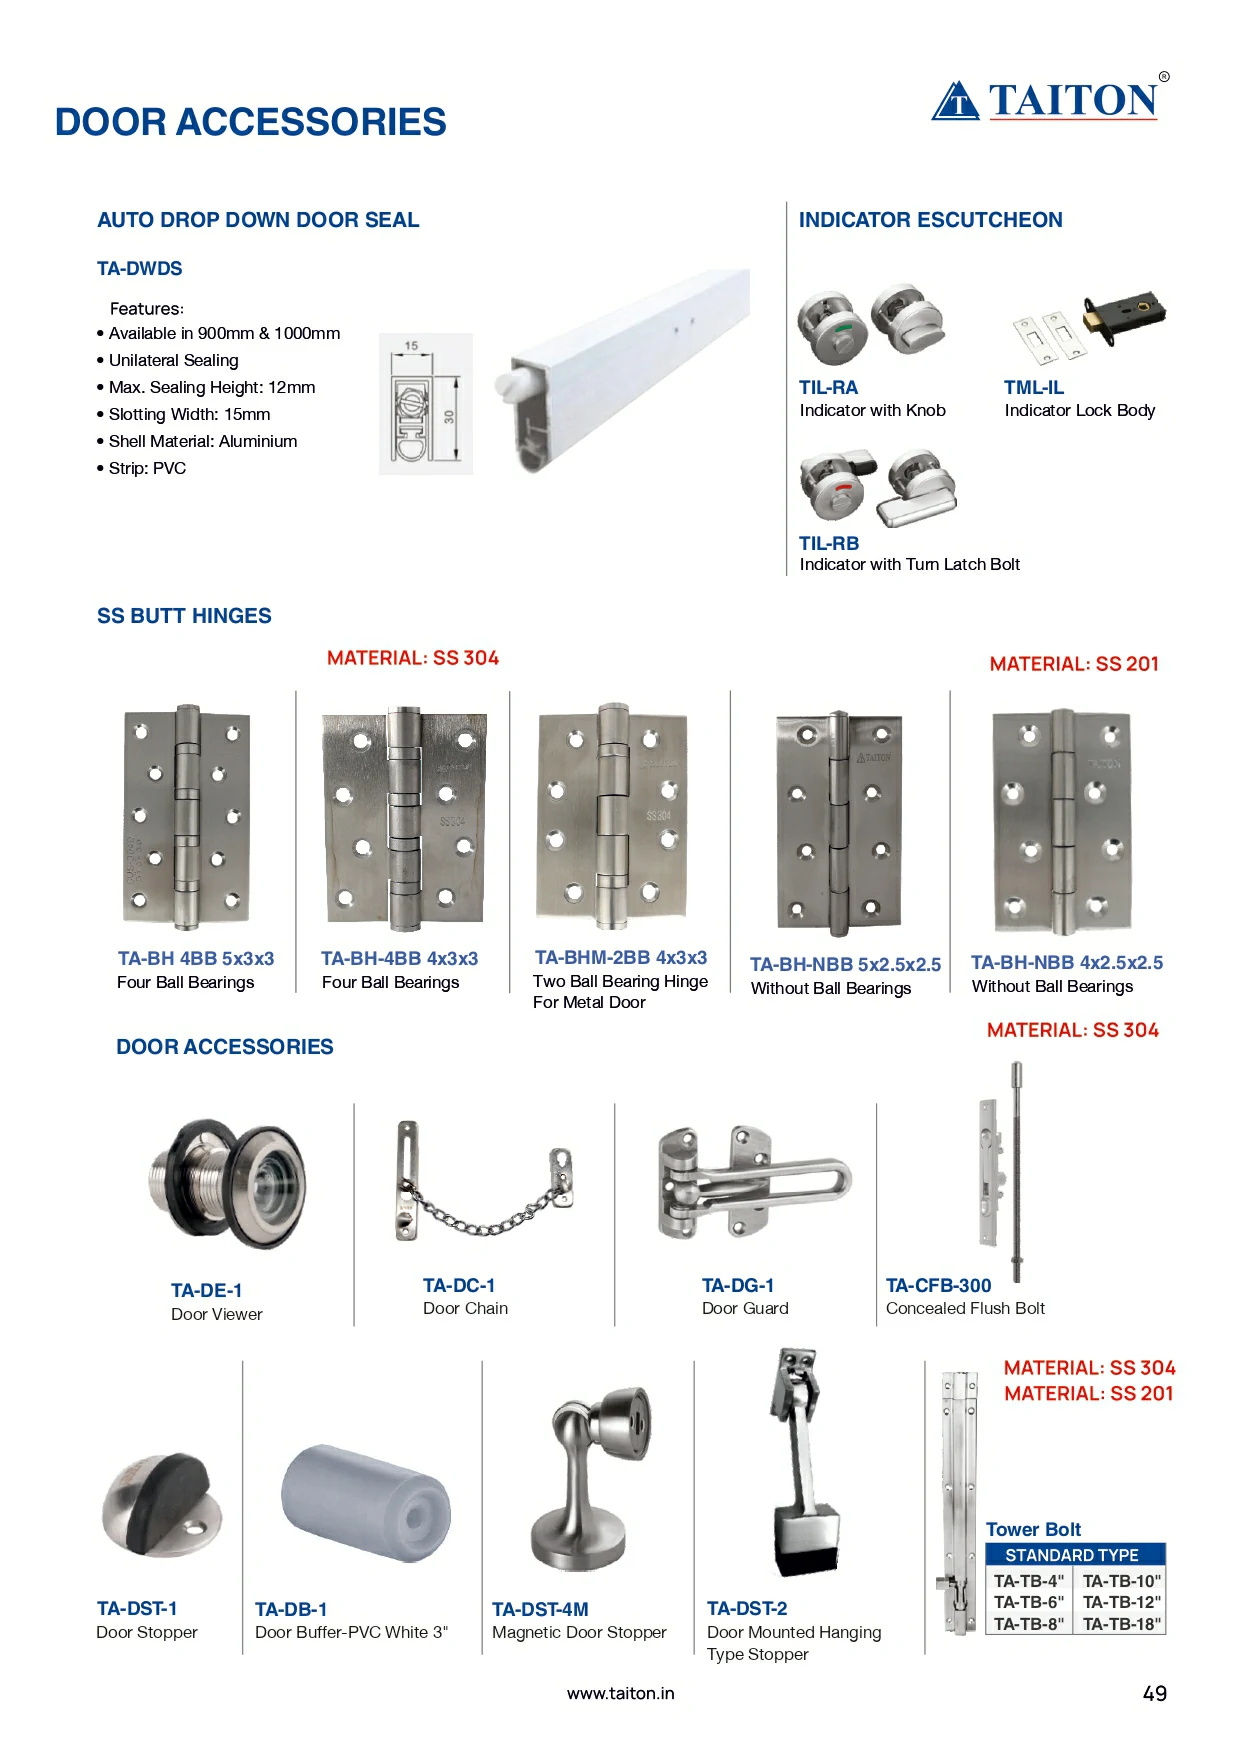 DOOR ACCESSORIES
T TAITON ®
AUTO DROP DOWN DOOR SEAL
TA-DWDS
Features:
• Available in 900mm & 1000mm
• Unilateral Sealing
• Max. Sealing Height: 12mm
• Slotting Width: 15mm
• Shell Material: Aluminium
• Strip: PVC
15
30
INDICATOR ESCUTCHEON
TIL-RA
Indicator with Knob
TML-IL
Indicator Lock Body
TIL-RB
Indicator with Turn Latch Bolt
SS BUTT HINGES
MATERIAL: SS 304
MATERIAL: SS 201
SS304
SS304
TAITON
TAITON
TA-BH 4BB 5x3x3
Four Ball Bearings
TA-BH-4BB 4x3x3
Four Ball Bearings
TA-BHM-2BB 4x3x3
Two Ball Bearing Hinge
For Metal Door
TA-BH-NBB 5x2.5x2.5
Without Ball Bearings
TA-BH-NBB 4x2.5x2.5
Without Ball Bearings
DOOR ACCESSORIES
MATERIAL: SS 304
TA-DE-1
Door Viewer
TA-DC-1
Door Chain
TA-DG-1
Door Guard
TA-CFB-300
Concealed Flush Bolt
TA-DST-1
Door Stopper
TA-DB-1
Door Buffer-PVC White 3"
TA-DST-4M
Magnetic Door Stopper
TA-DST-2
Door Mounted Hanging
Type Stopper
MATERIAL: SS 304
MATERIAL: SS 201
Tower Bolt
STANDARD TYPE
TA-TB-4" TA-TB-10"
TA-TB-6" TA-TB-12"
TA-TB-8" TA-TB-18"
www.taiton.in
49